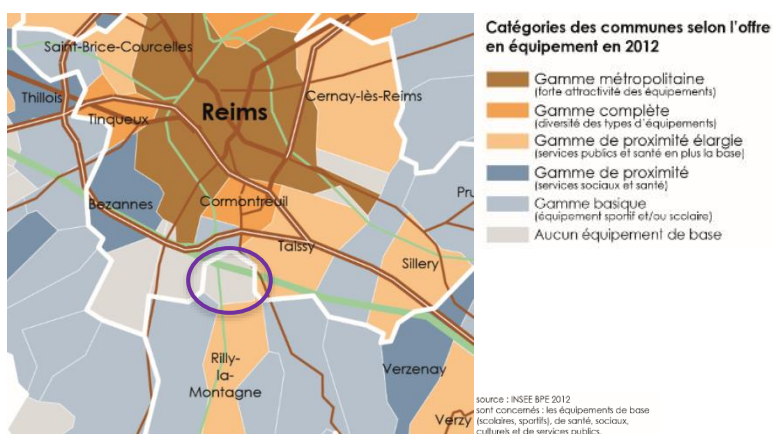 Saint-Brice-Courcelles
Thillois
Tinqueux
Reims
Cernay-lès-Reims
Bezannes
Cormontreuil
Pru
Taissy
Sillery
Rilly-
la-
Montagne
Verzenay
Verzy
Catégories des communes selon l'offre
en équipement en 2012
Gamme métropolitaine
(forte attractivité des équipements)
Gamme complète
(diversité des types d'équipements)
Gamme de proximité élargie
(services publics et santé en plus la base)
Gamme de proximité
(services sociaux et santé)
Gamme basique
(équipement sportif et/ou scolaire)
Aucun équipement de base
source : INSEE BPE 2012
sont concernés : les équipements de base
(scolaires, sportifs), de santé, sociaux,
culturels et de services publics.